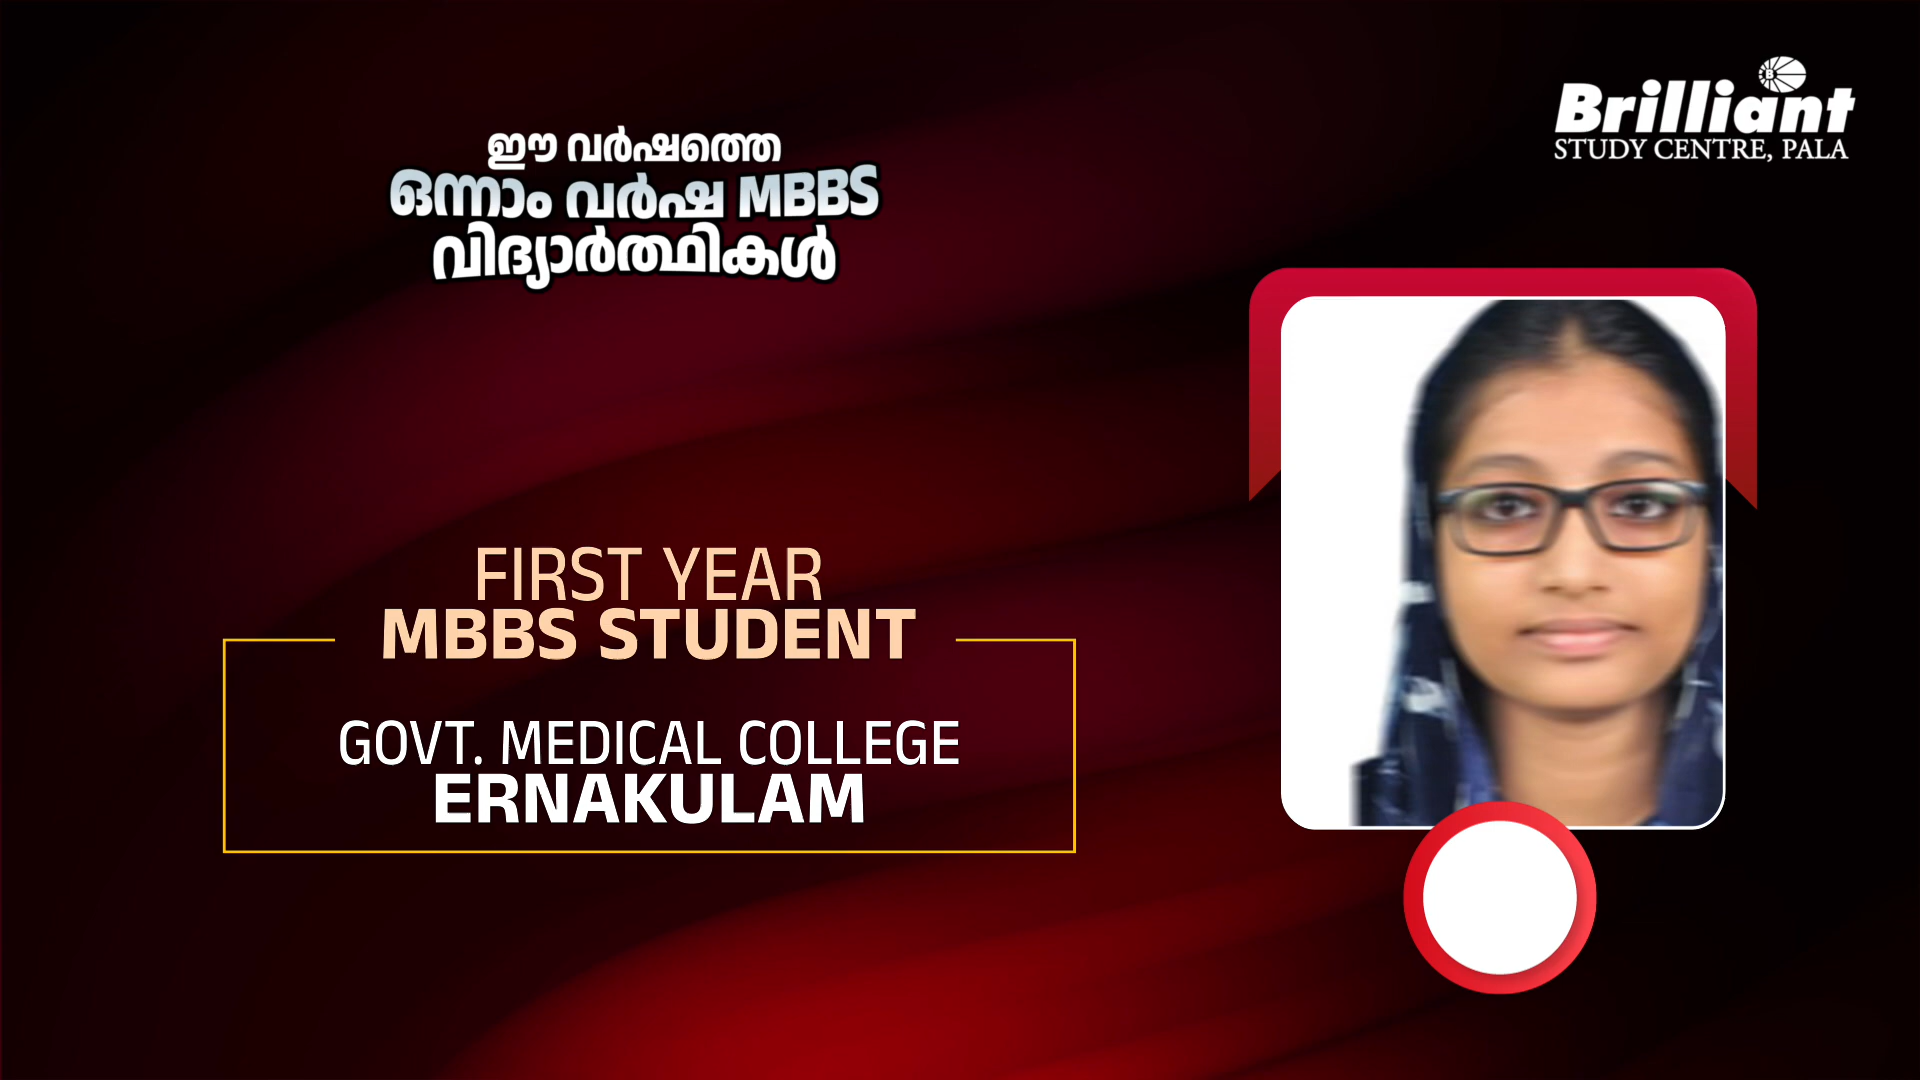 ഈ വർഷത്തെ
ഒന്നാം വർഷ MBBS
വിദ്യാർത്ഥികൾ
B
Brilliant
STUDY CENTRE, PALA
FIRST YEAR
MBBS STUDENT
GOVT. MEDICAL COLLEGE
ERNAKULAM